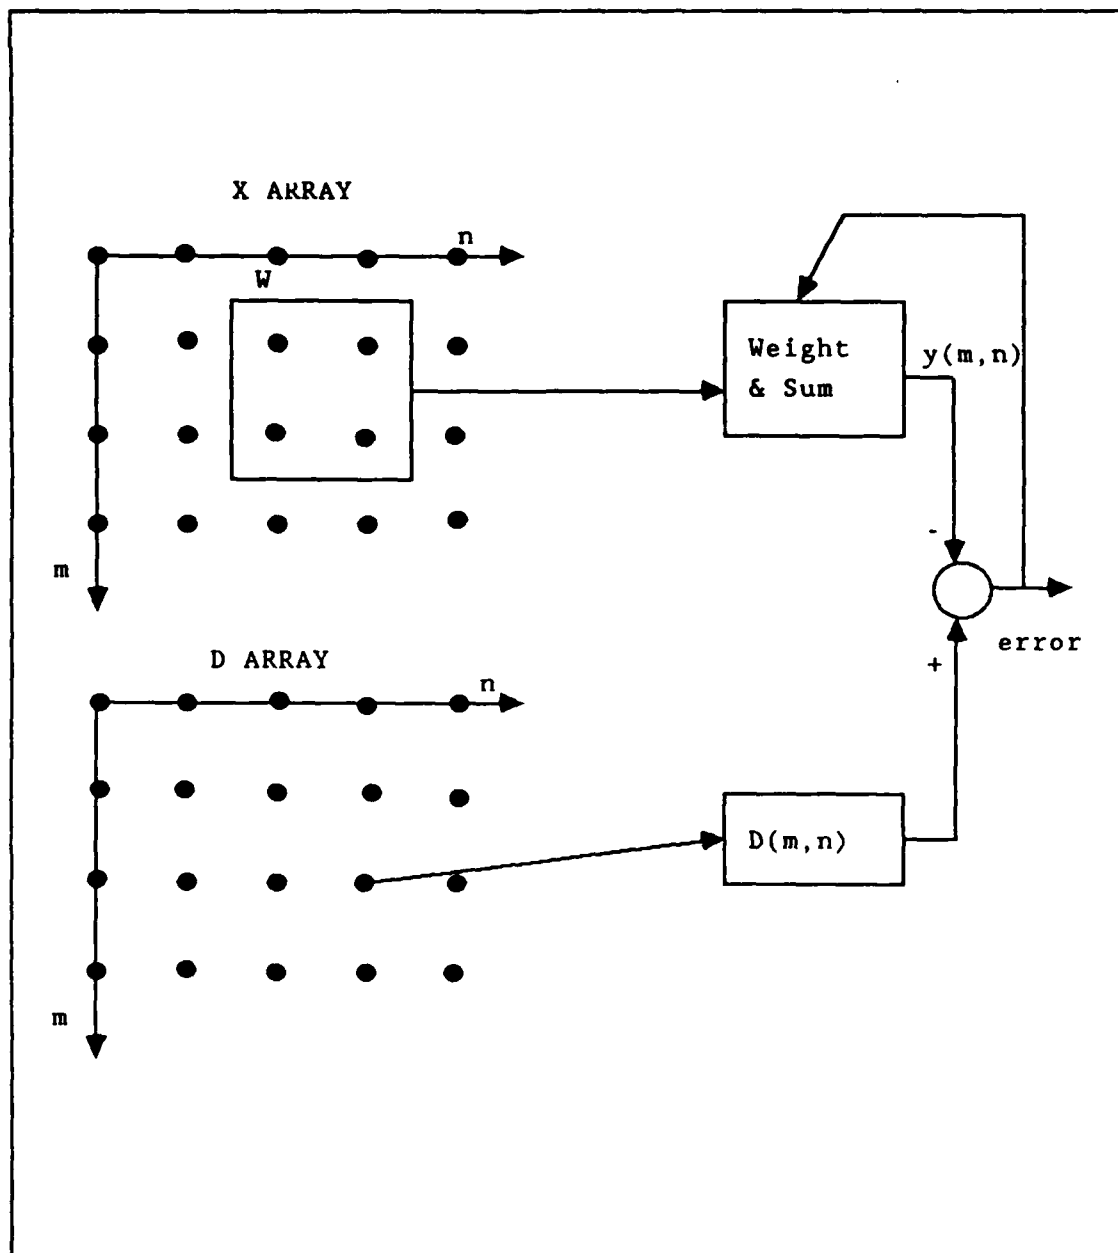 X ARRAY
n
W
Weight
& Sum
y(m,n)
-
m
error
+
D ARRAY
n
D(m,n)
m